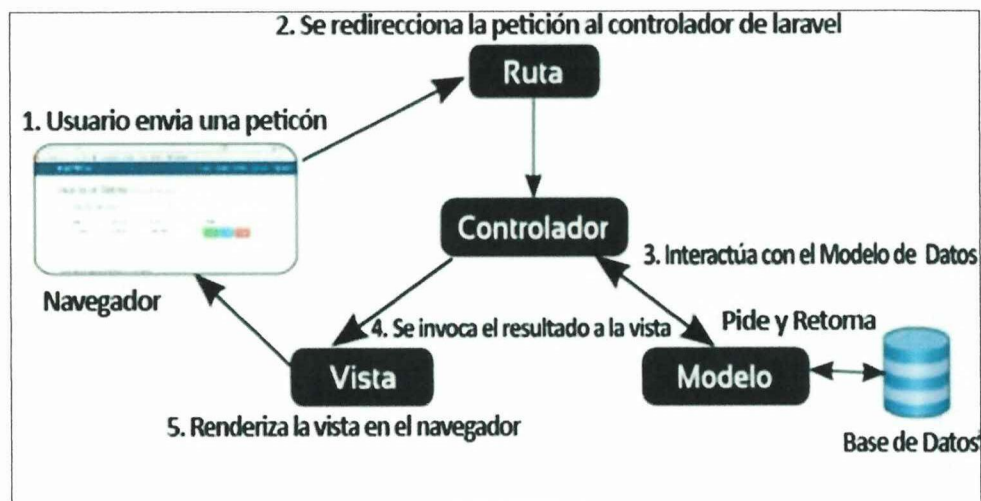 2. Se redirecciona la petición al controlador de laravel
Ruta
1. Usuario envia una peticón
Controlador
3. Interactúa con el Modelo de Datos
Navegador
4. Se invoca el resultado a la vista
Pide y Retorna
Vista
Modelo
5. Renderiza la vista en el navegador
Base de Datos